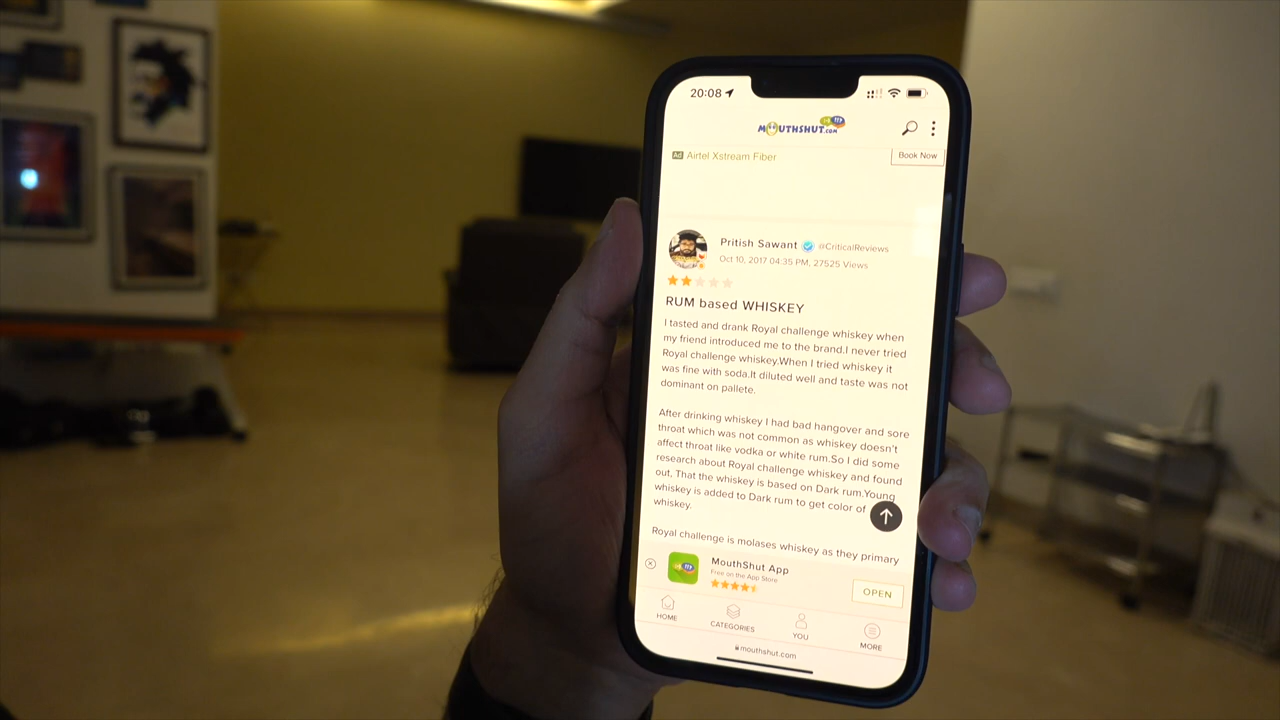 20:08
MOUTHSHUT.COM
Ad Airtel Xstream Fiber
Book Now
Pritish Sawant @CriticalReviews
Oct 10, 2017 04:35 PM, 27525 Views
RUM based WHISKEY
I tasted and drank Royal challenge whiskey when
my friend introduced me to the brand.I never tried
Royal challenge whiskey.When I tried whiskey it
was fine with soda.It diluted well and taste was not
dominant on pallete.
After drinking whiskey I had bad hangover and sore
throat which was not common as whiskey doesn't
affect throat like vodka or white rum.So I did some
research about Royal challenge whiskey and found
out, That the whiskey is based on Dark rum.Young
whiskey is added to Dark rum to get color of
whiskey.
Royal challenge is molases whiskey as they primary
MouthShut App
Free on the App Store
OPEN
HOME
CATEGORIES
YOU
MORE
mouthshut.com